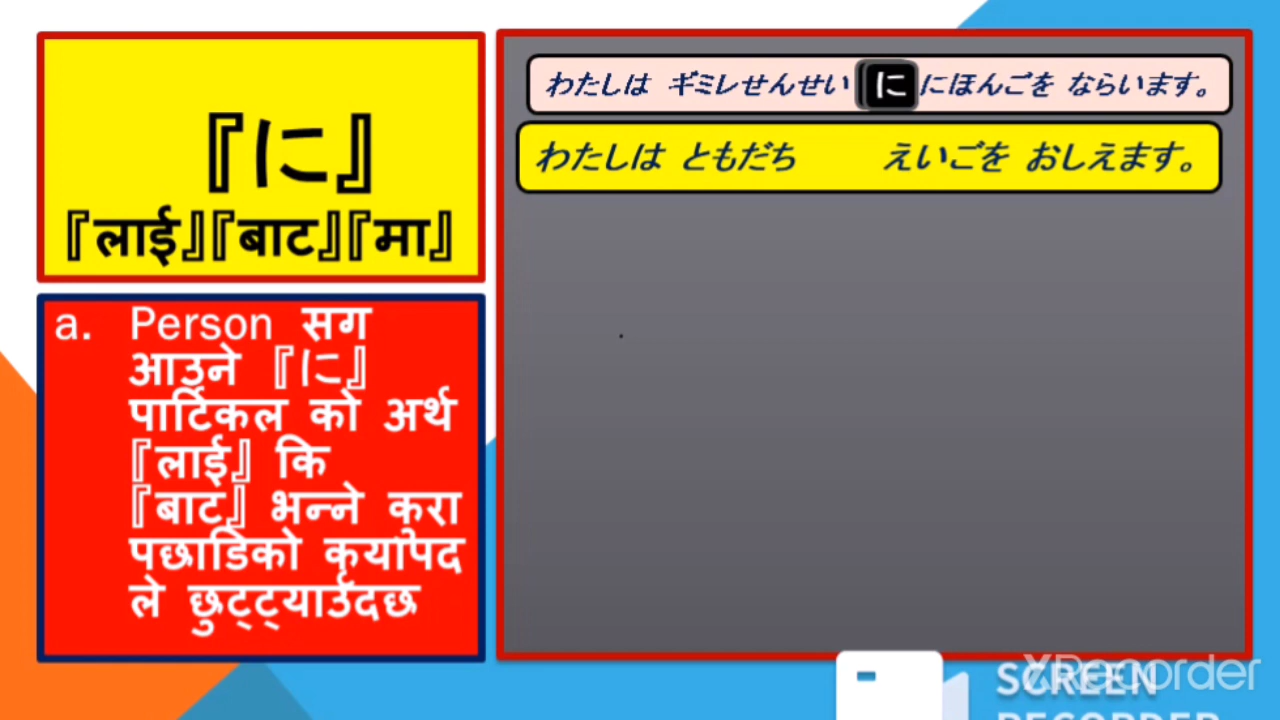 『に』
『लाई』『बाट』『मा』
a. Person सग
आउने 『に』
पार्टिकल को अर्थ
『लाई』 कि
『बाट』 भन्ने कुरा
पछाडिको क्र्यापद
ले छुट्ट्याउँदछ
わたしは ギミレせんせい に にほんごを ならいます。
わたしは ともだち えいごを おしえます。
XRecorder
SCREEN
RECORDER